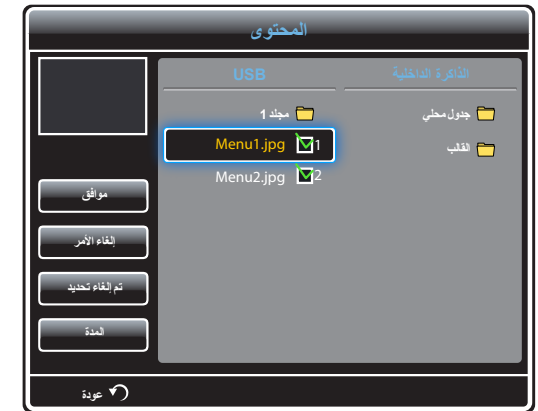 المحتوى
الذاكرة الداخلية
USB
جدول محلي
القالب
مجلد 1
1 Menu1.jpg
2 Menu2.jpg
موافق
إلغاء الأمر
تم إلغاء تحديد
المدة
عودة